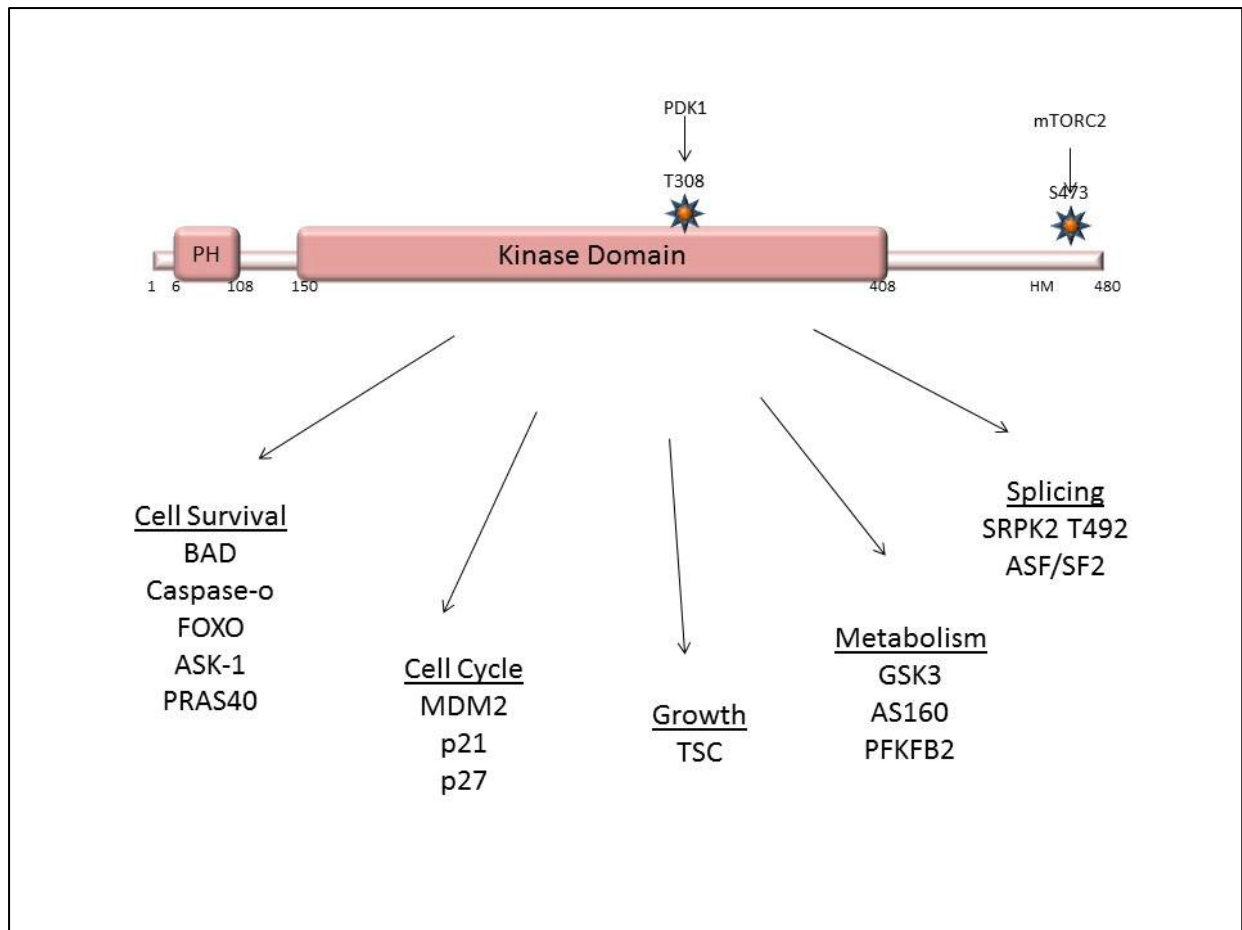 PDK1
mTORC2
T308
S473
PH
Kinase Domain
1 6 108 150 408 HM 480
Cell Survival
BAD
Caspase-o
FOXO
ASK-1
PRAS40
Cell Cycle
MDM2
p21
p27
Growth
TSC
Metabolism
GSK3
AS160
PFKFB2
Splicing
SRPK2 T492
ASF/SF2